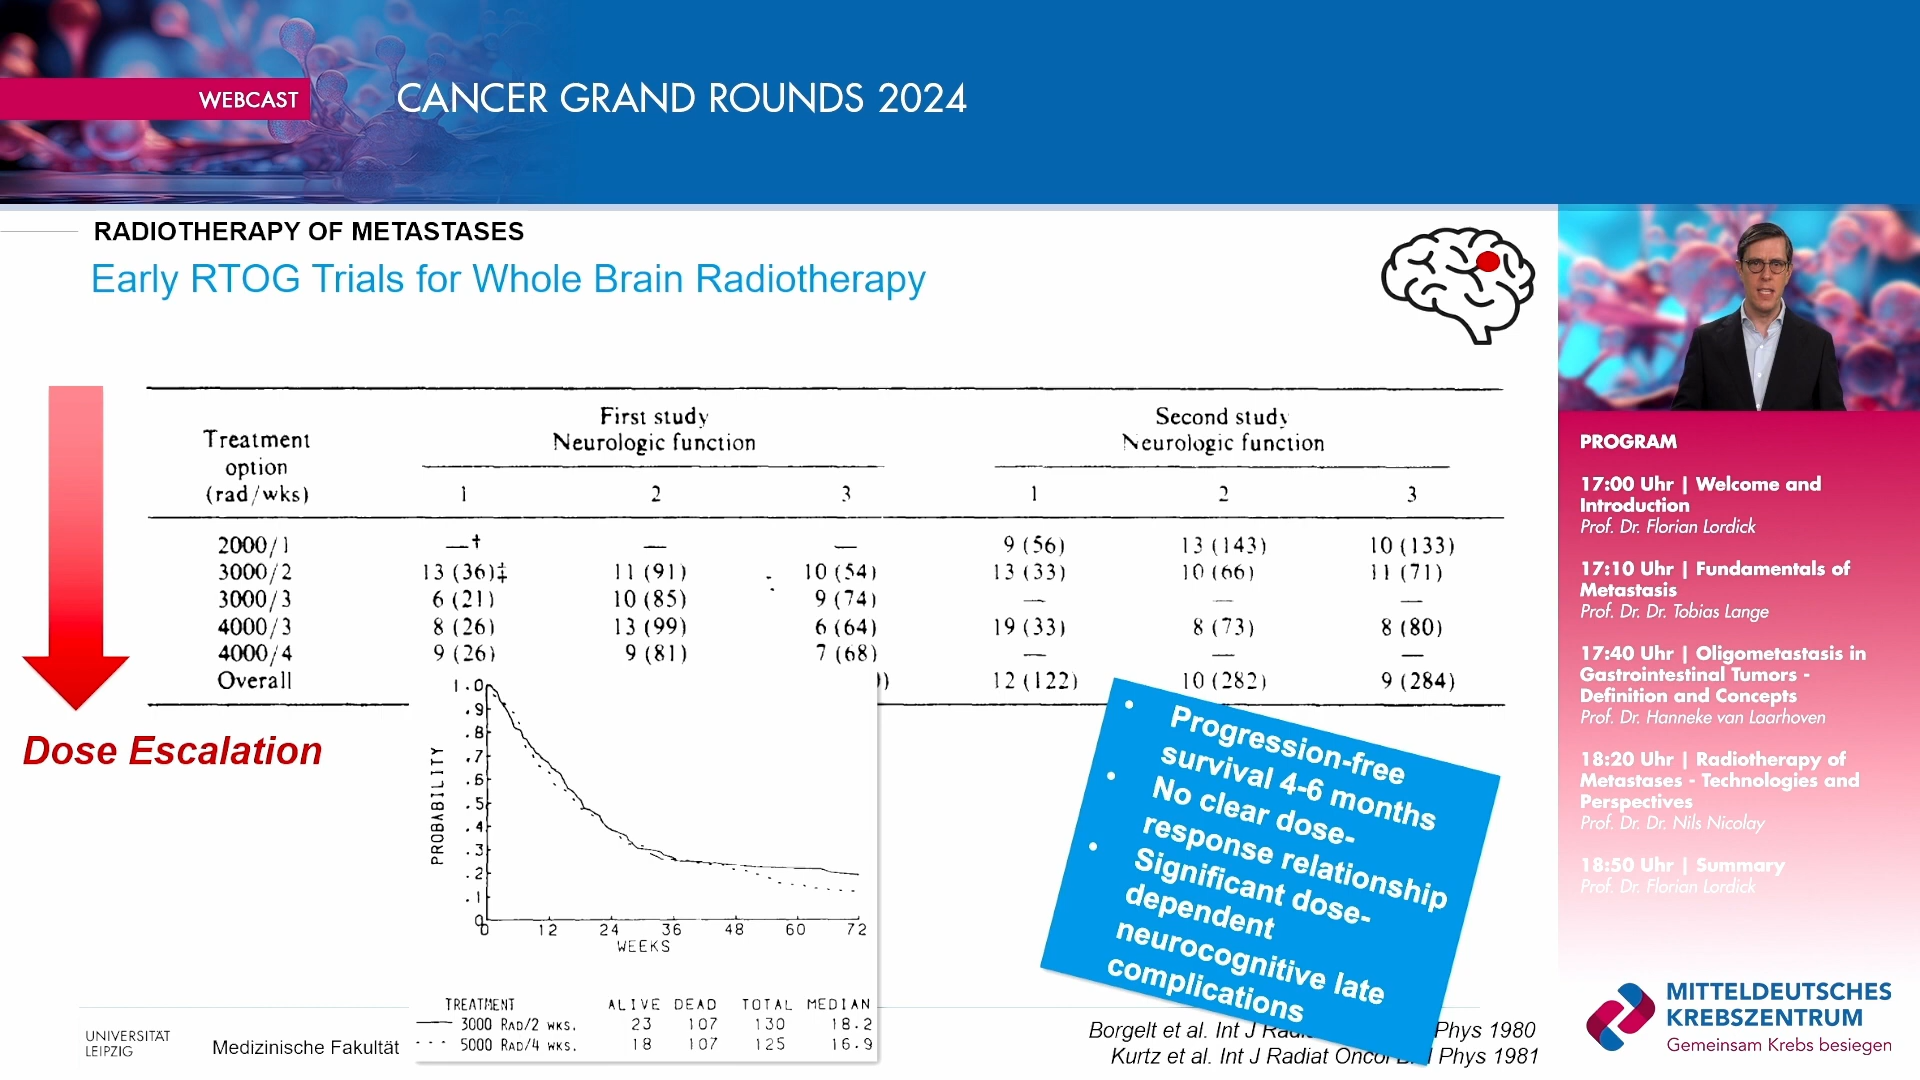 WEBCAST
CANCER GRAND ROUNDS 2024
RADIOTHERAPY OF METASTASES
Early RTOG Trials for Whole Brain Radiotherapy
First study Second study
Neurologic function Neurologic function
Treatment
option
(rad/wks) 1 2 3 1 2 3
2000/1 —† — — 9 (56) 13 (143) 10 (133)
3000/2 13 (36)‡ 11 (91) 10 (54) 13 (33) 10 (66) 11 (71)
3000/3 6 (21) 10 (85) 9 (74) — — —
4000/3 8 (26) 13 (99) 6 (64) 19 (33) 8 (73) 8 (80)
4000/4 9 (26) 9 (81) 7 (68) — — —
Overall 12 (122) 10 (282) 9 (284)
Dose Escalation
PROBABILITY
1.0
.9
.8
.7
.6
.5
.4
.3
.2
.1
0
0 12 24 36 48 60 72
WEEKS
TREATMENT ALIVE DEAD TOTAL MEDIAN
3000 RAD/2 WKS. 23 107 130 18.2
5000 RAD/4 WKS. 18 107 125 16.9
• Progression-free
survival 4-6 months
• No clear dose-
response relationship
• Significant dose-
dependent
neurocognitive late
complications
Borgelt et al. Int J Phys 1980
Kurtz et al. Int J Radiat Oncol Phys 1981
UNIVERSITÄT
LEIPZIG
Medizinische Fakultät
PROGRAM
17:00 Uhr | Welcome and
Introduction
Prof. Dr. Florian Lordick
17:10 Uhr | Fundamentals of
Metastasis
Prof. Dr. Dr. Tobias Lange
17:40 Uhr | Oligometastasis in
Gastrointestinal Tumors -
Definition and Concepts
Prof. Dr. Hanneke van Laarhoven
18:20 Uhr | Radiotherapy of
Metastases - Technologies and
Perspectives
Prof. Dr. Dr. Nils Nicolay
18:50 Uhr | Summary
Prof. Dr. Florian Lordick
MITTELDEUTSCHES
KREBSZENTRUM
Gemeinsam Krebs besiegen